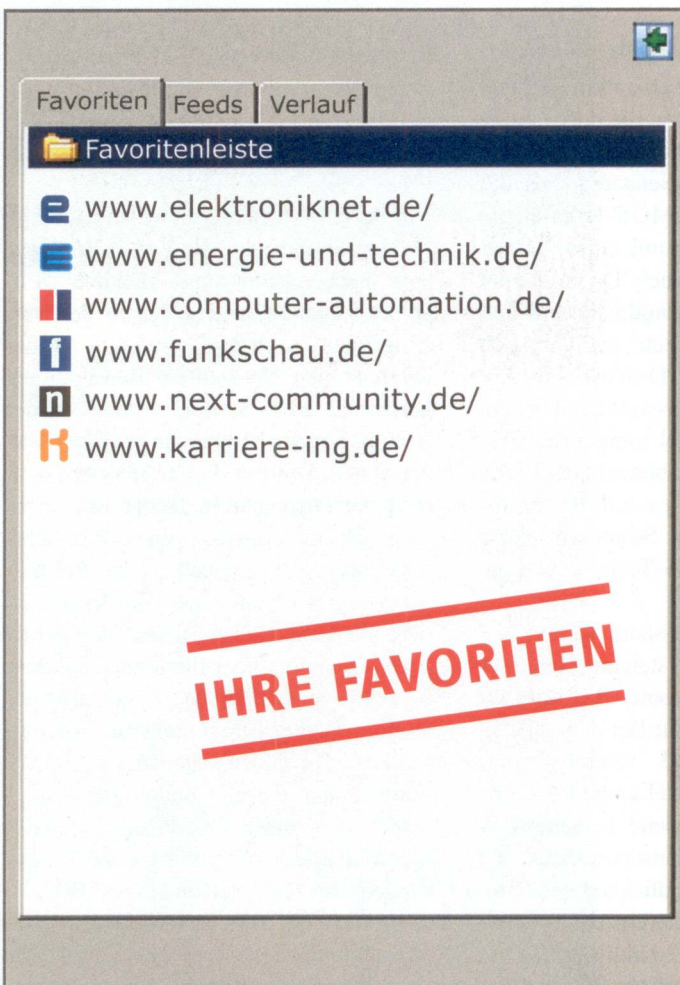 Favoriten Feeds Verlauf
Favoritenleiste
e www.elektroniknet.de/
E www.energie-und-technik.de/
www.computer-automation.de/
f www.funkschau.de/
n www.next-community.de/
K www.karriere-ing.de/
IHRE FAVORITEN